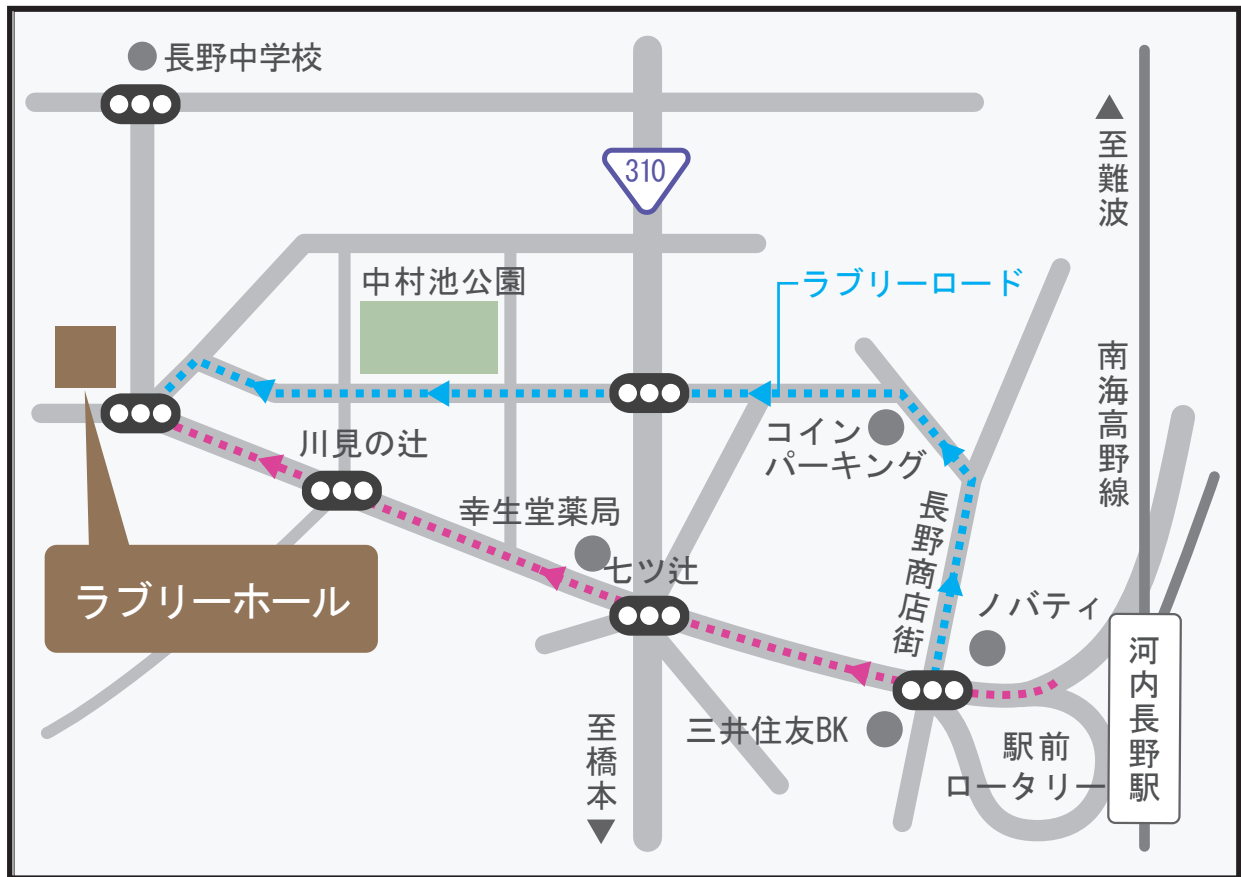 長野中学校
310
至難波
中村池公園
ラブリーロード
南海高野線
コイン
パーキング
川見の辻
幸生堂薬局
長野商店街
七ツ辻
ラブリーホール
ノバティ
河内長野駅
三井住友BK
至橋本
駅前
ロータリー